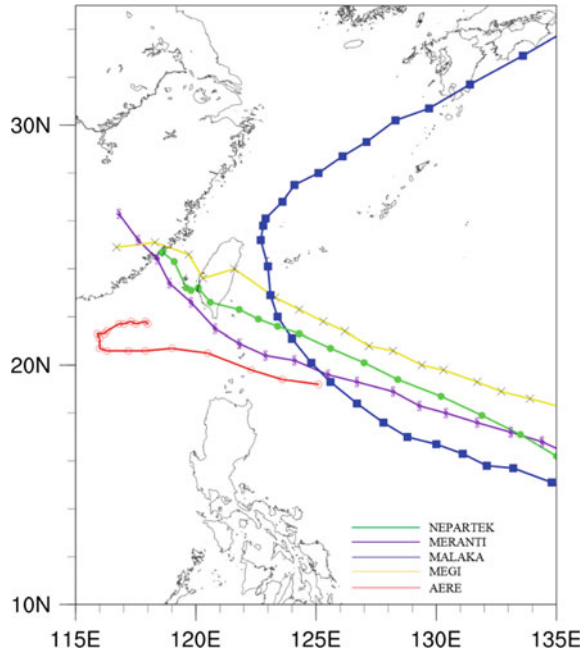 30N
20N
10N
NEPARTEK
MERANTI
MALAKA
MEGI
AERE
115E 120E 125E 130E 135E